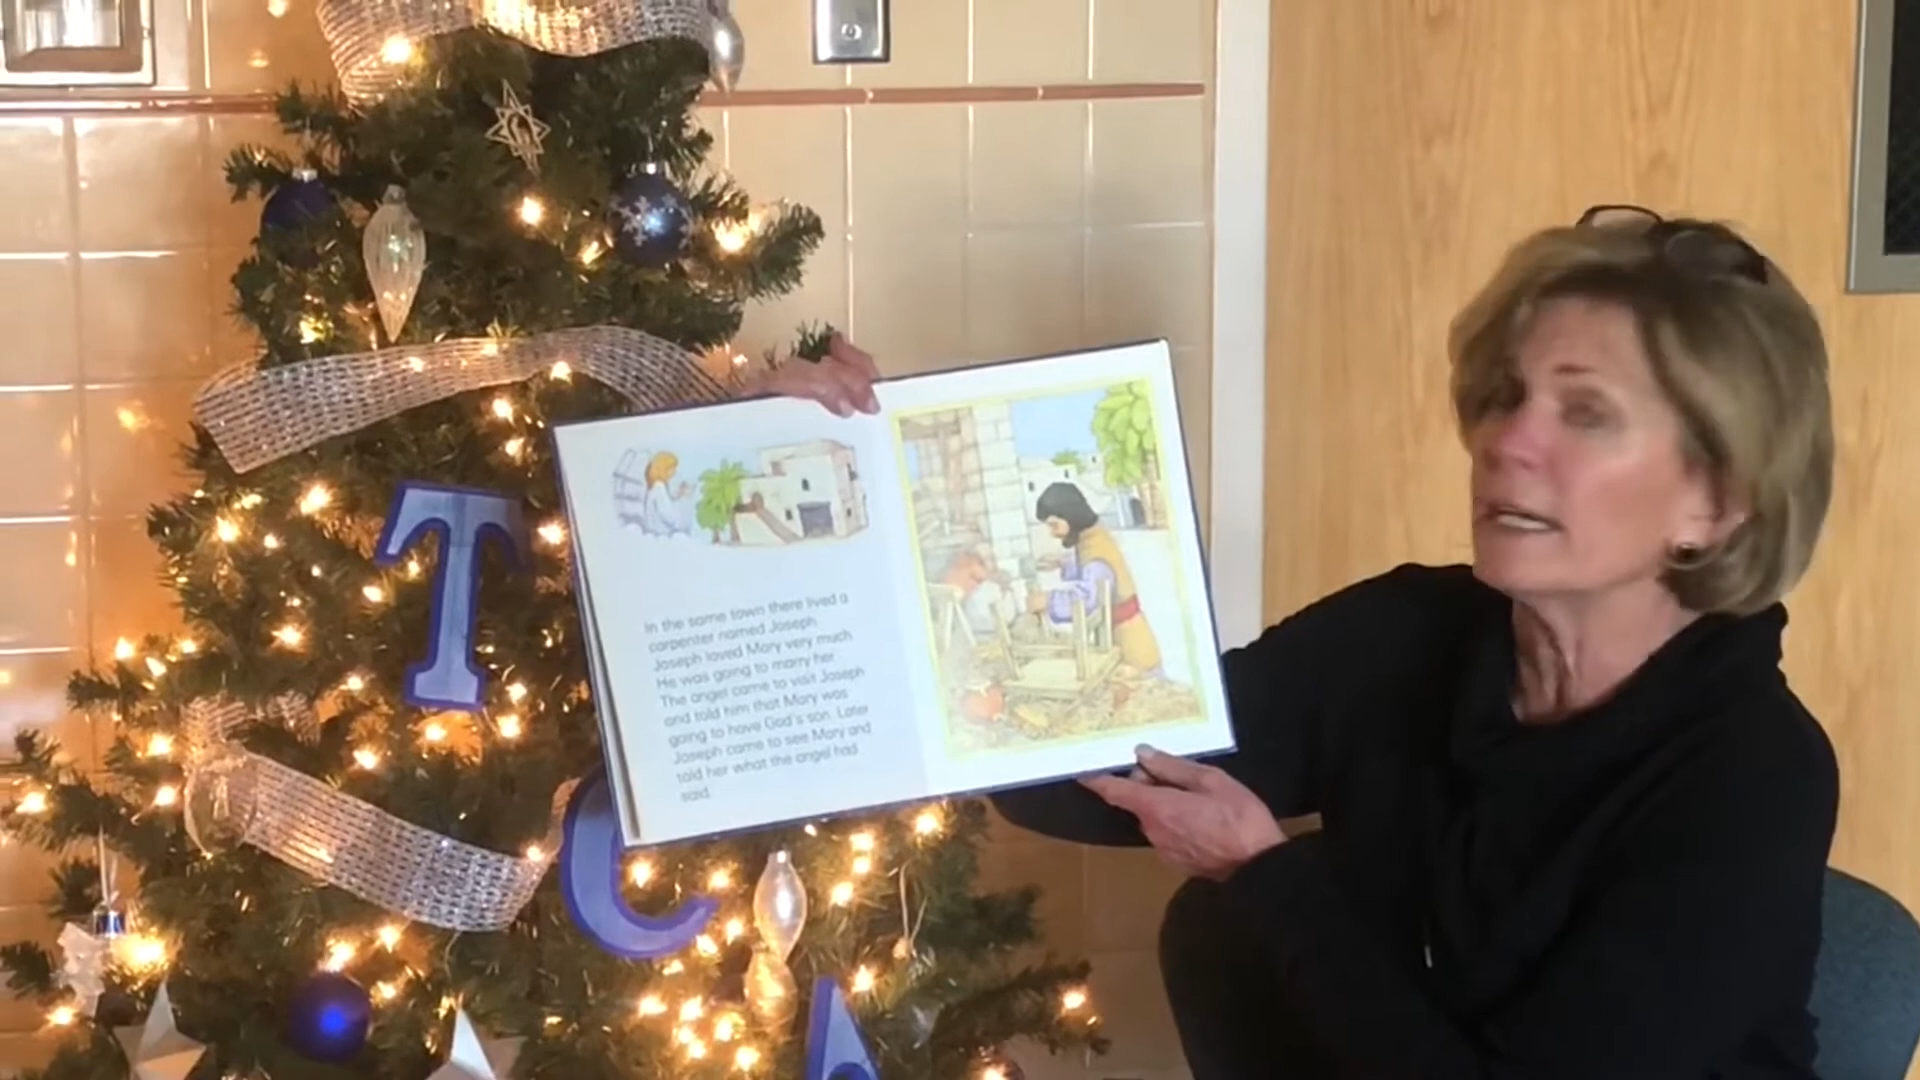 T
C
A
In the same town there lived a
carpenter named Joseph.
Joseph loved Mary very much.
He was going to marry her.
The angel came to visit Joseph
and told him that Mary was
going to have God's son. Later
Joseph came to see Mary and
told her what the angel had
said.